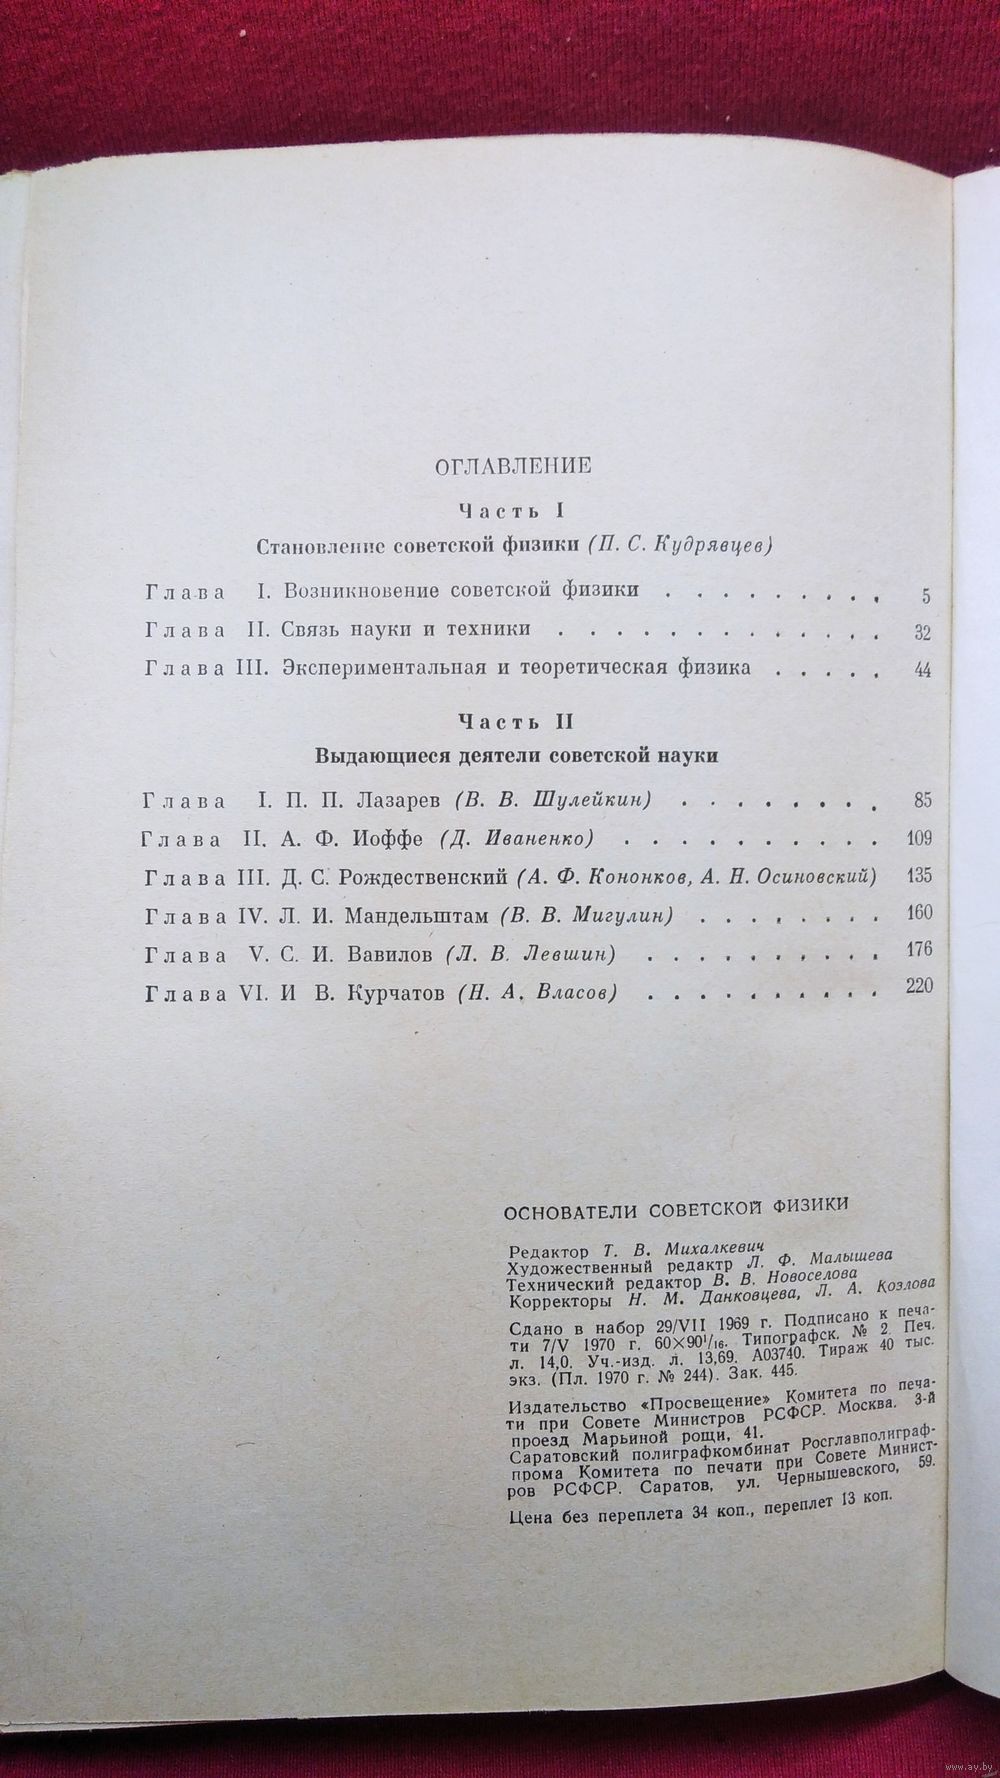 ОГЛАВЛЕНИЕ
Часть I
Становление советской физики (П. С. Кудрявцев)
Глава I. Возникновение советской физики . . . . . . . . . . 5
Глава II. Связь науки и техники . . . . . . . . . . . . . 32
Глава III. Экспериментальная и теоретическая физика . . . . . 44
Часть II
Выдающиеся деятели советской науки
Глава I. П. П. Лазарев (В. В. Шулейкин) . . . . . . . . 85
Глава II. А. Ф. Иоффе (Д. Иваненко) . . . . . . . . . . . 109
Глава III. Д. С. Рождественский (А. Ф. Кононков, А. Н. Осиновский) 135
Глава IV. Л. И. Мандельштам (В. В. Мигулин) . . . . . . . 160
Глава V. С. И. Вавилов (Л. В. Левшин) . . . . . . . . . . 176
Глава VI. И В. Курчатов (Н. А. Власов) . . . . . . . . . 220
ОСНОВАТЕЛИ СОВЕТСКОЙ ФИЗИКИ
Редактор Т. В. Михалкевич
Художественный редактр Л. Ф. Малышева
Технический редактор В. В. Новоселова
Корректоры Н. М. Данковцева, Л. А. Козлова
Сдано в набор 29/VII 1969 г. Подписано к печа-
ти 7/V 1970 г. 60×90¹/₁₆. Типографск. № 2. Печ.
л. 14,0. Уч.-изд. л. 13,69. А03740. Тираж 40 тыс.
экз. (Пл. 1970 г. № 244). Зак. 445.
Издательство «Просвещение» Комитета по печа-
ти при Совете Министров РСФСР. Москва. 3-й
проезд Марьиной рощи, 41.
Саратовский полиграфкомбинат Росглавполиграф-
прома Комитета по печати при Совете Минист-
ров РСФСР. Саратов, ул. Чернышевского, 59.
Цена без переплета 34 коп., переплет 13 коп.
www.ay.by